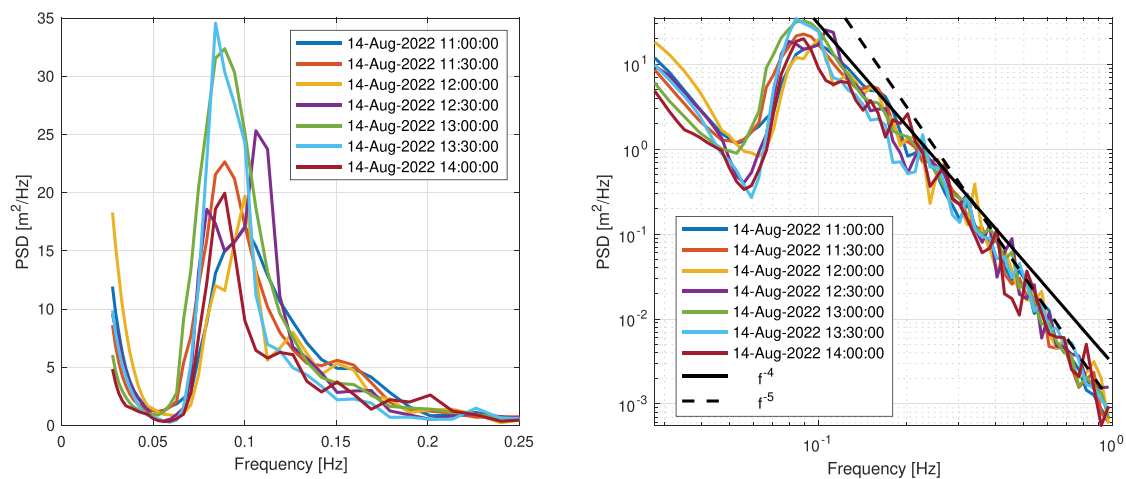 35
30
25
20
15
10
5
0
PSD [m²/Hz]
0
0.05
0.1
0.15
0.2
0.25
Frequency [Hz]
14-Aug-2022 11:00:00
14-Aug-2022 11:30:00
14-Aug-2022 12:00:00
14-Aug-2022 12:30:00
14-Aug-2022 13:00:00
14-Aug-2022 13:30:00
14-Aug-2022 14:00:00
10¹
10⁰
10⁻¹
10⁻²
10⁻³
PSD [m²/Hz]
10⁻¹
10⁰
Frequency [Hz]
14-Aug-2022 11:00:00
14-Aug-2022 11:30:00
14-Aug-2022 12:00:00
14-Aug-2022 12:30:00
14-Aug-2022 13:00:00
14-Aug-2022 13:30:00
14-Aug-2022 14:00:00
f⁻⁴
f⁻⁵